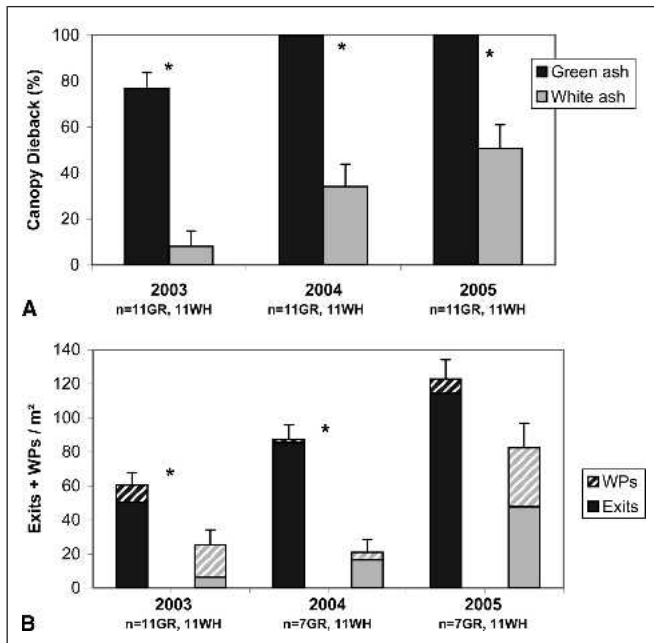 100
80
60
40
20
0
Canopy Dieback (%)
*
*
*
Green ash
White ash
2003
2004
2005
n=11GR, 11WH
n=11GR, 11WH
n=11GR, 11WH
A
140
120
100
80
60
40
20
0
Exits + WPs / m²
*
*
WPs
Exits
2003
2004
2005
n=11GR, 11WH
n=7GR, 11WH
n=7GR, 11WH
B